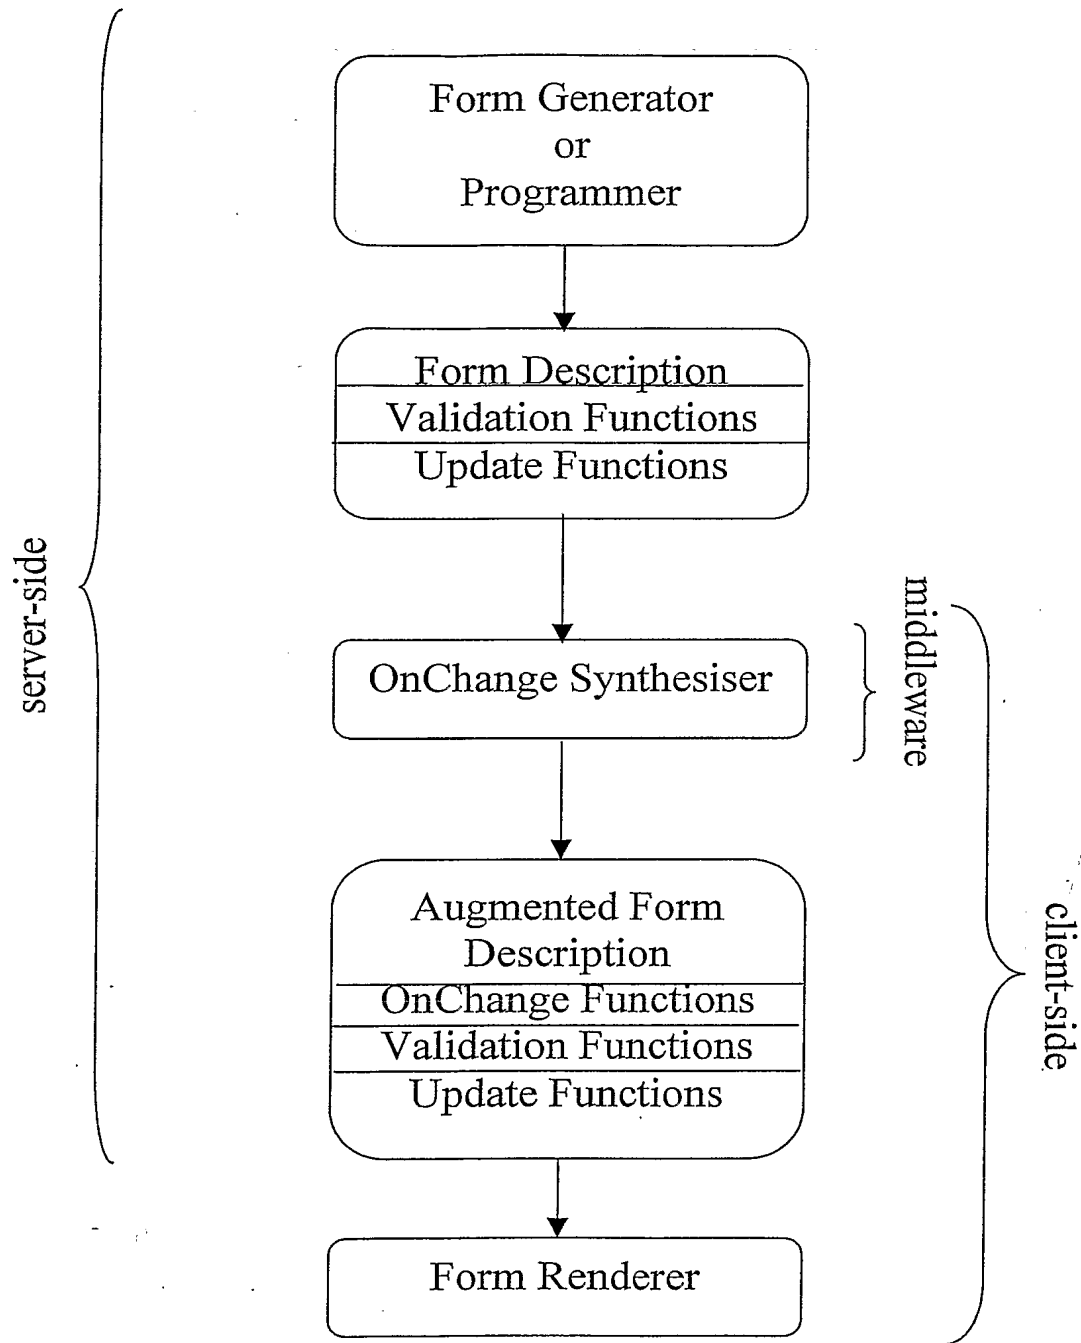 Form Generator
or
Programmer
Form Description
Validation Functions
Update Functions
server-side
OnChange Synthesiser
middleware
Augmented Form
Description
OnChange Functions
Validation Functions
Update Functions
client-side
Form Renderer